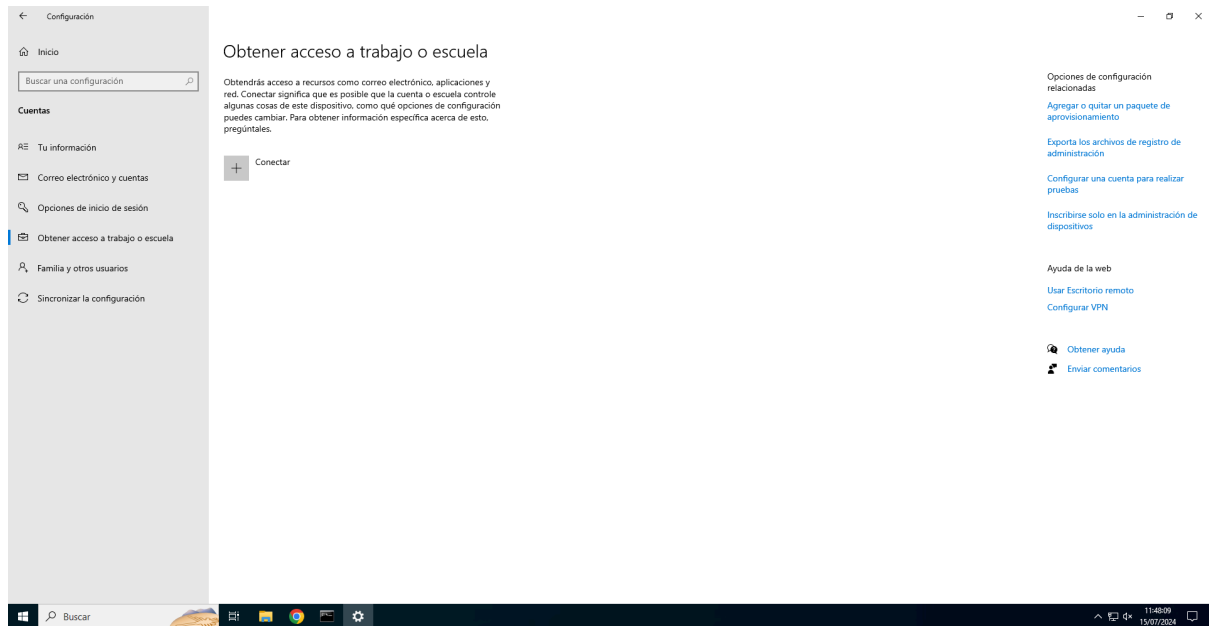 Configuración
Inicio
Buscar una configuración
Cuentas
Tu información
Correo electrónico y cuentas
Opciones de inicio de sesión
Obtener acceso a trabajo o escuela
Familia y otros usuarios
Sincronizar la configuración
Obtener acceso a trabajo o escuela
Obtendrás acceso a recursos como correo electrónico, aplicaciones y
red. Conectar significa que es posible que la cuenta o escuela controle
algunas cosas de este dispositivo, como qué opciones de configuración
puedes cambiar. Para obtener información específica acerca de esto,
pregúntales.
Conectar
Opciones de configuración
relacionadas
Agregar o quitar un paquete de
aprovisionamiento
Exporta los archivos de registro de
administración
Configurar una cuenta para realizar
pruebas
Inscribirse solo en la administración de
dispositivos
Ayuda de la web
Usar Escritorio remoto
Configurar VPN
Obtener ayuda
Enviar comentarios
Buscar
11:48:09
15/07/2024